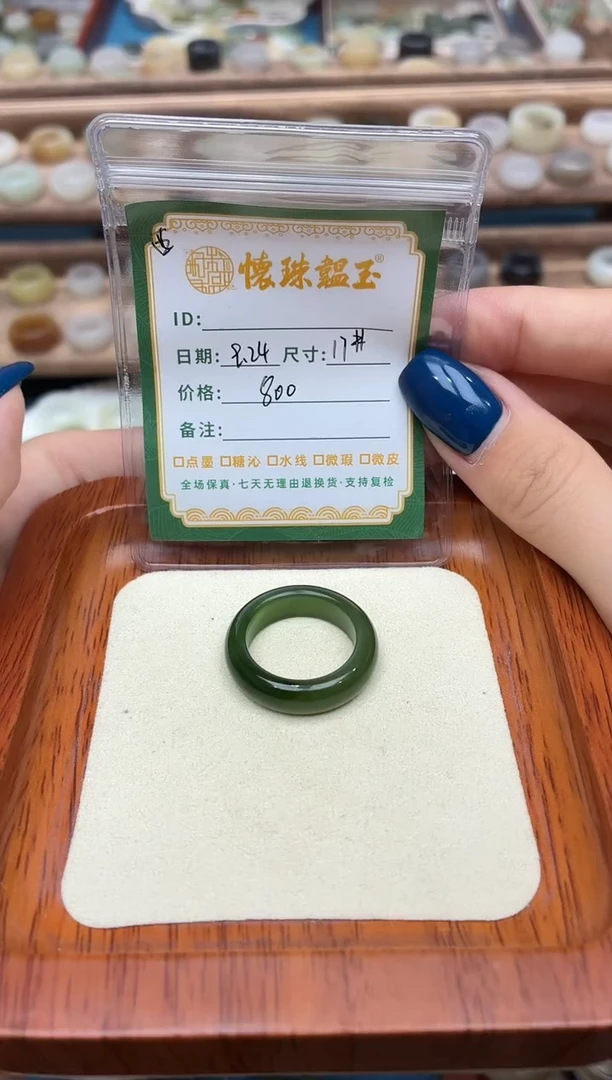 懷珠韞玉®
ID:
日期: 8.24 尺寸: 17#
价格: 800
备注:
☐点墨 ☐糖沁 ☐水线 ☐微瑕 ☐微皮
全场保真·七天无理由退换货·支持复检